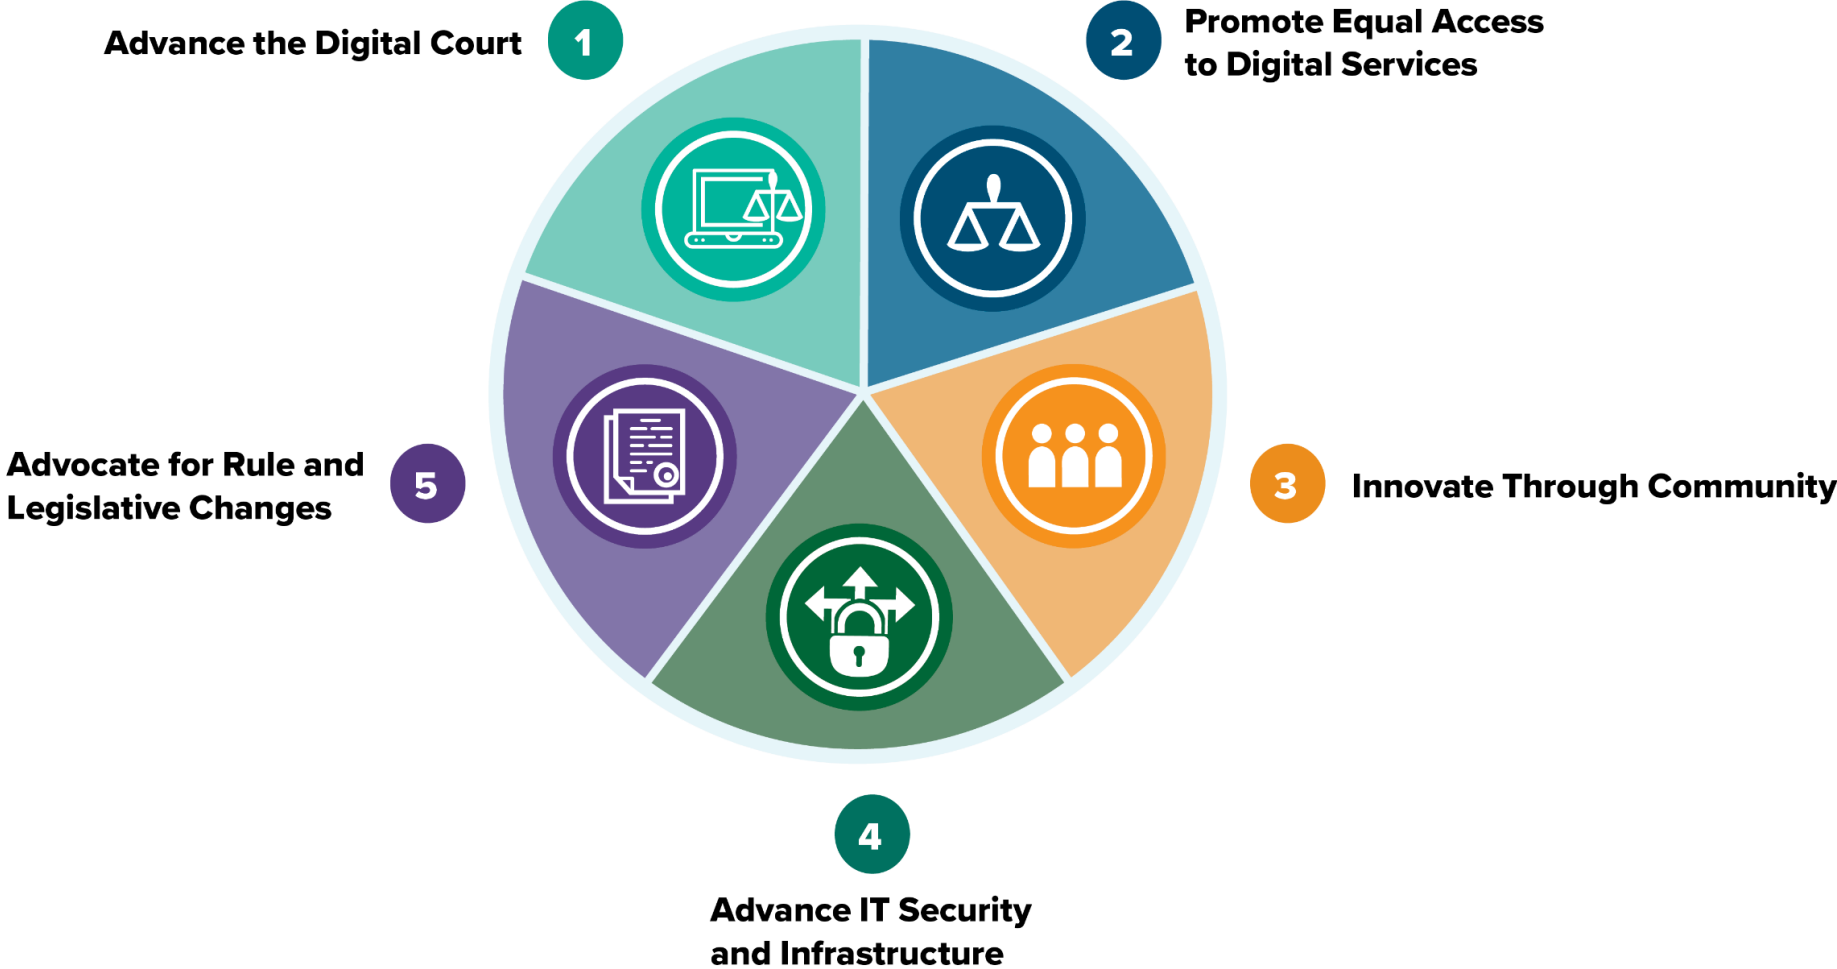 1
Advance the Digital Court
2
Promote Equal Access
to Digital Services
3
Innovate Through Community
4
Advance IT Security
and Infrastructure
5
Advocate for Rule and
Legislative Changes